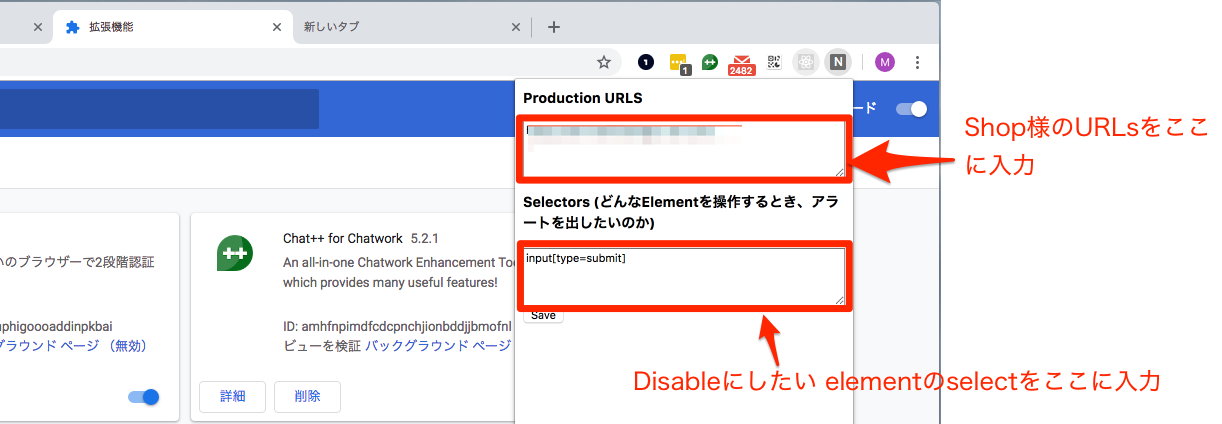 拡張機能
新しいタブ
1
1
2482
N
M
Production URLS
ード
Shop様のURLsをここ
に入力
Selectors (どんなElementを操作するとき、アラ
ートを出したいのか)
Chat++ for Chatwork 5.2.1
いのブラウザーで2段階認証
An all-in-one Chatwork Enhancement Too
which provides many useful features!
input[type=submit]
phigoooaddinpkbai
ID: amhfnpimdfcdcpnchjionbddjjbmofnl
グラウンド ページ (無効)
ビューを検証 バックグラウンド ページ
Save
詳細
削除
Disableにしたい elementのselectをここに入力